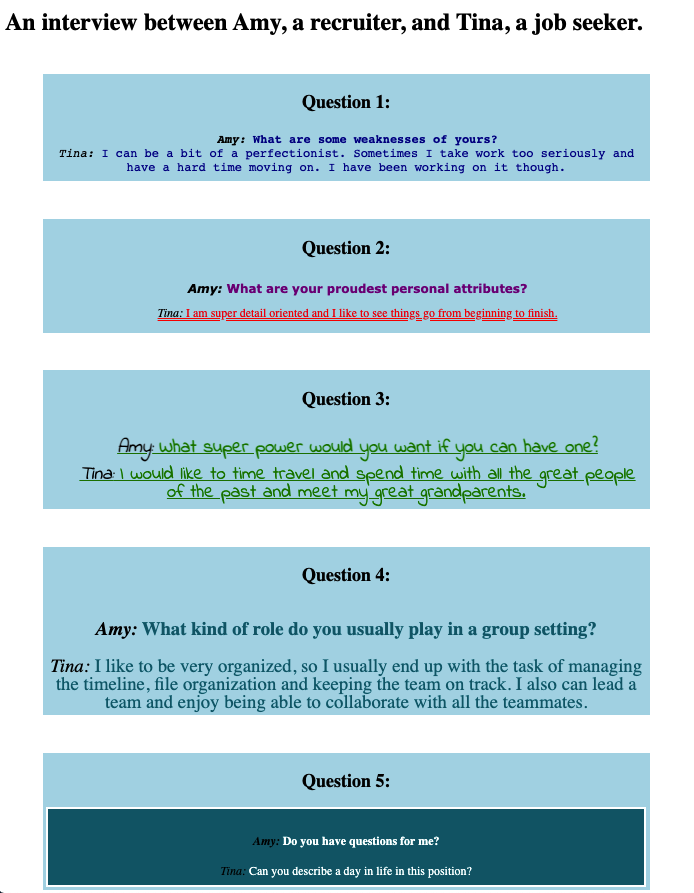 An interview between Amy, a recruiter, and Tina, a job seeker.
Question 1:
Amy: What are some weaknesses of yours?
Tina: I can be a bit of a perfectionist. Sometimes I take work too seriously and
have a hard time moving on. I have been working on it though.
Question 2:
Amy: What are your proudest personal attributes?
Tina: I am super detail oriented and I like to see things go from beginning to finish.
Question 3:
Amy: What super power would you want if you can have one?
Tina: I would like to time travel and spend time with all the great people
of the past and meet my great grandparents.
Question 4:
Amy: What kind of role do you usually play in a group setting?
Tina: I like to be very organized, so I usually end up with the task of managing
the timeline, file organization and keeping the team on track. I also can lead a
team and enjoy being able to collaborate with all the teammates.
Question 5:
Amy: Do you have questions for me?
Tina: Can you describe a day in life in this position?